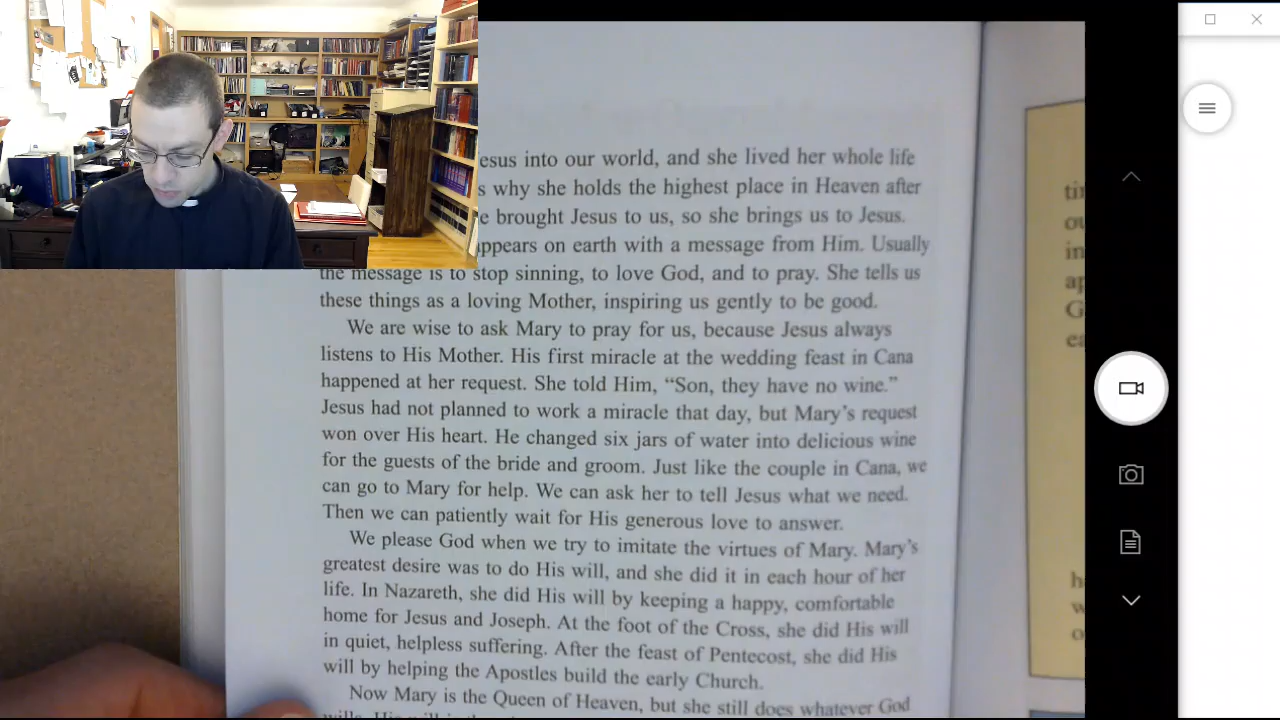 esus into our world, and she lived her whole life
s why she holds the highest place in Heaven after
e brought Jesus to us, so she brings us to Jesus.
ppears on earth with a message from Him. Usually
the message is to stop sinning, to love God, and to pray. She tells us
these things as a loving Mother, inspiring us gently to be good.
We are wise to ask Mary to pray for us, because Jesus always
listens to His Mother. His first miracle at the wedding feast in Cana
happened at her request. She told Him, “Son, they have no wine.”
Jesus had not planned to work a miracle that day, but Mary’s request
won over His heart. He changed six jars of water into delicious wine
for the guests of the bride and groom. Just like the couple in Cana, we
can go to Mary for help. We can ask her to tell Jesus what we need.
Then we can patiently wait for His generous love to answer.
We please God when we try to imitate the virtues of Mary. Mary’s
greatest desire was to do His will, and she did it in each hour of her
life. In Nazareth, she did His will by keeping a happy, comfortable
home for Jesus and Joseph. At the foot of the Cross, she did His will
in quiet, helpless suffering. After the feast of Pentecost, she did His
will by helping the Apostles build the early Church.
Now Mary is the Queen of Heaven, but she still does whatever God
tin
ou
in
ap
G
ea
h
w
o